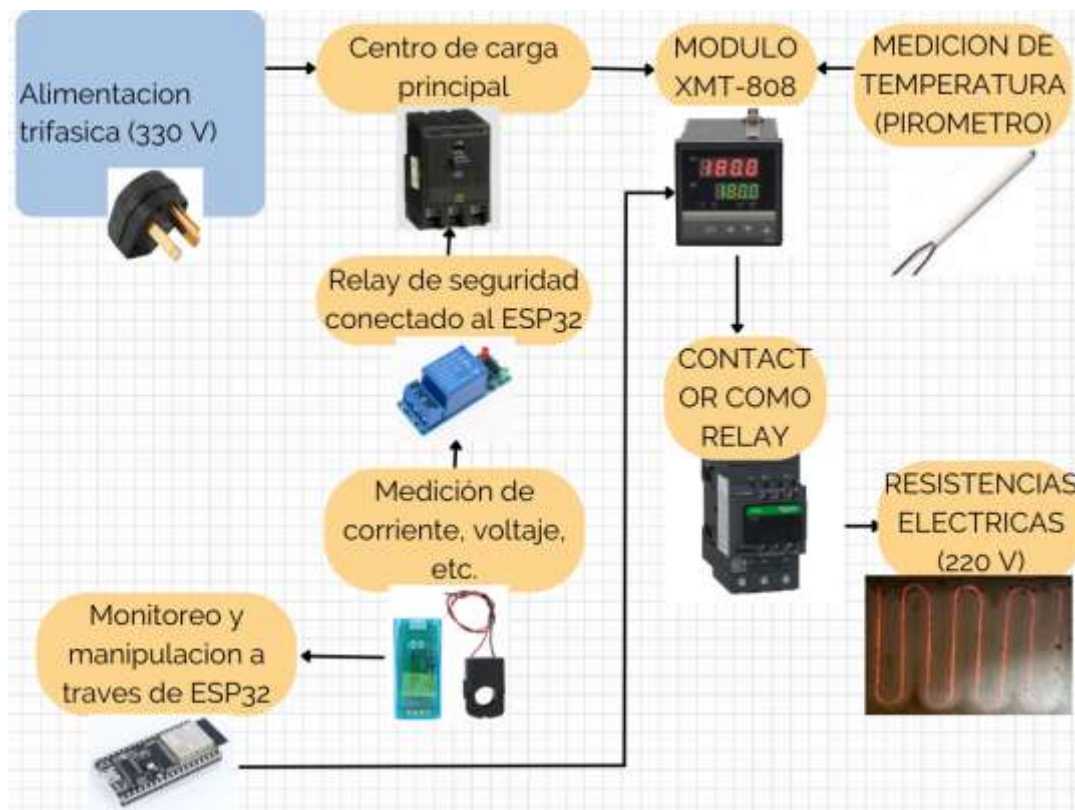 Alimentacion
trifasica (330 V)
Centro de carga
principal
MODULO
XMT-808
MEDICION DE
TEMPERATURA
(PIROMETRO)
180.0
180.0
Relay de seguridad
conectado al ESP32
CONTACT
OR COMO
RELAY
Medición de
corriente, voltaje,
etc.
RESISTENCIAS
ELECTRICAS
(220 V)
Monitoreo y
manipulacion a
traves de ESP32